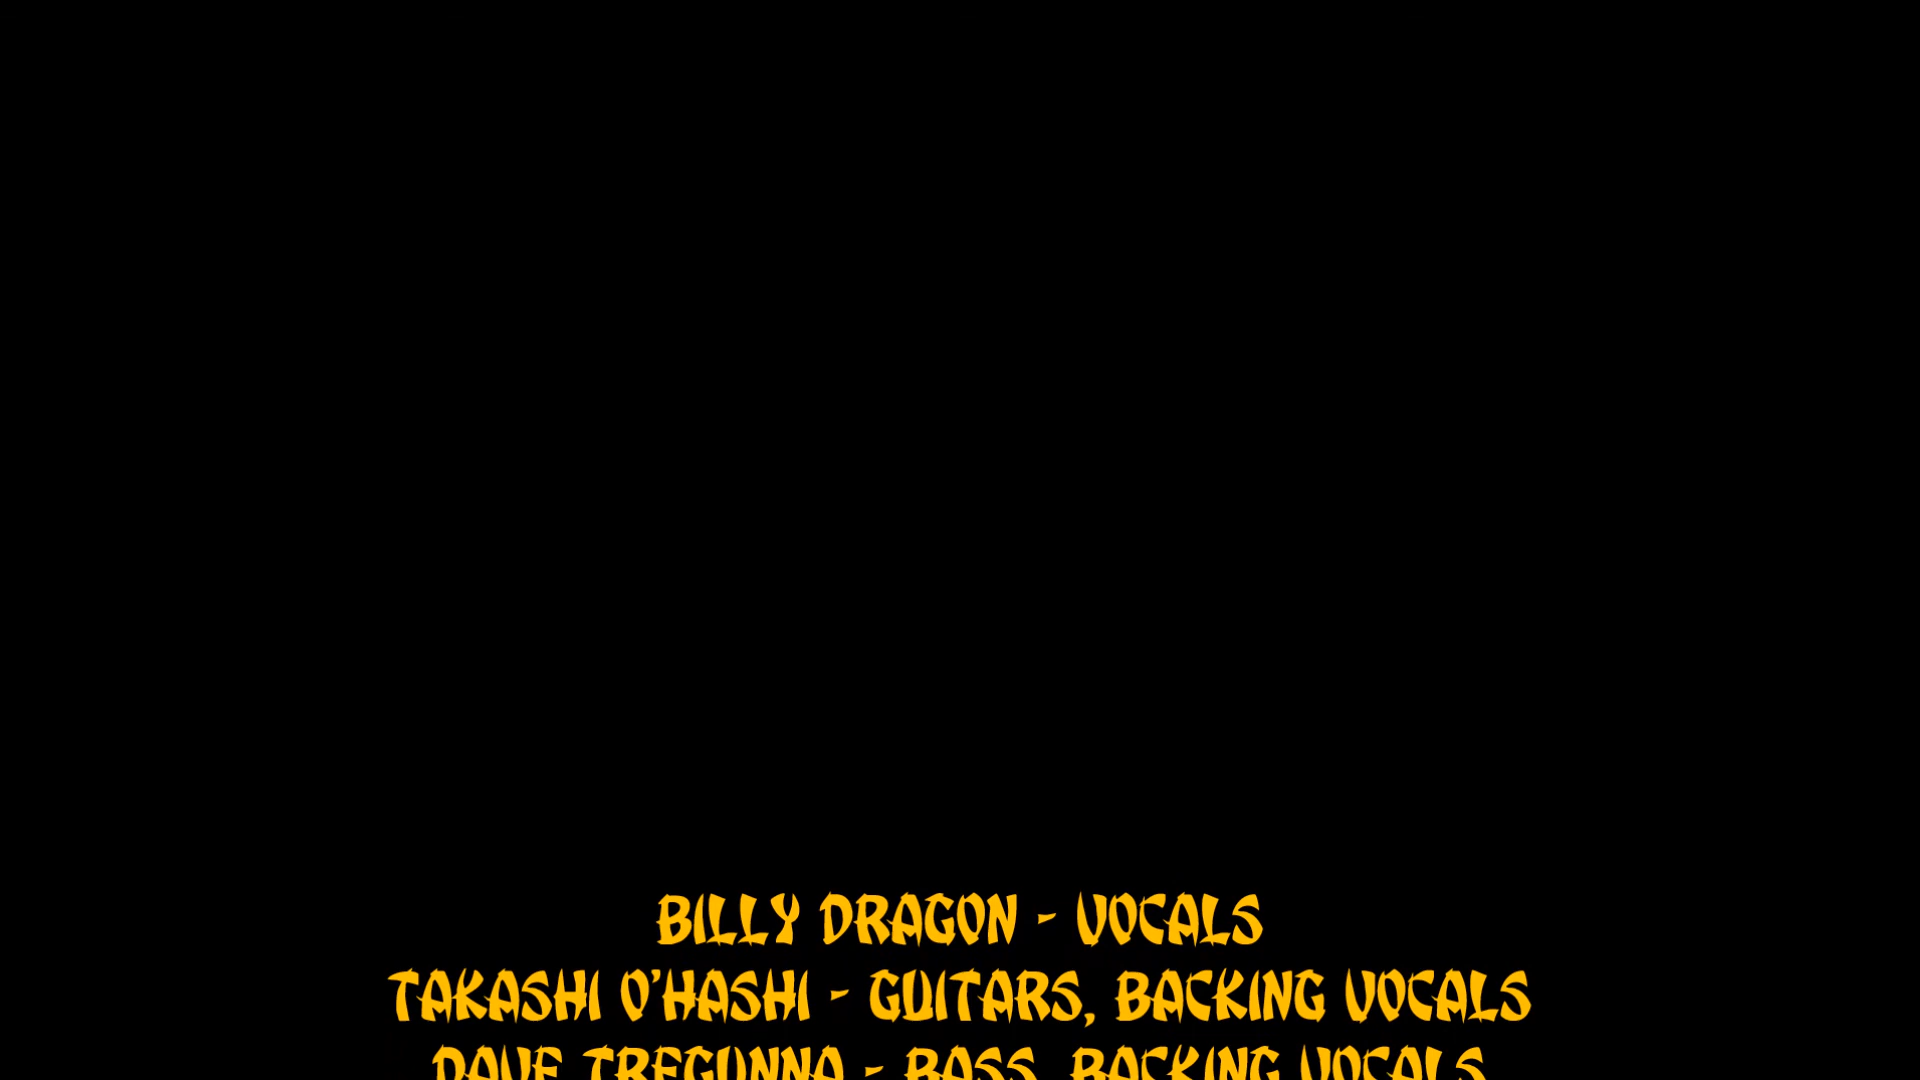 BILLY DRAGON - VOCALS
TAKASHI O'HASHI - GUITARS, BACKING VOCALS
DAVE TREGUNNA - BASS, BACKING VOCALS